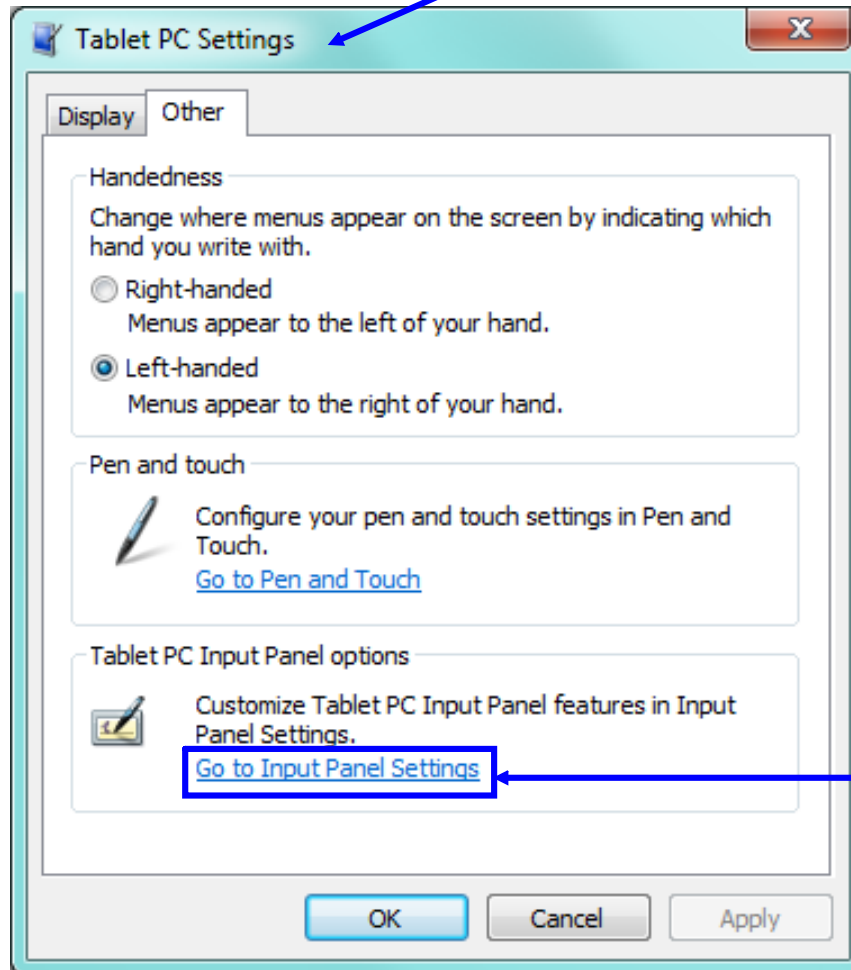 Tablet PC Settings
x
Display Other
Handedness
Change where menus appear on the screen by indicating which
hand you write with.
Right-handed
Menus appear to the left of your hand.
Left-handed
Menus appear to the right of your hand.
Pen and touch
Configure your pen and touch settings in Pen and
Touch.
Go to Pen and Touch
Tablet PC Input Panel options
Customize Tablet PC Input Panel features in Input
Panel Settings.
Go to Input Panel Settings
OK Cancel Apply